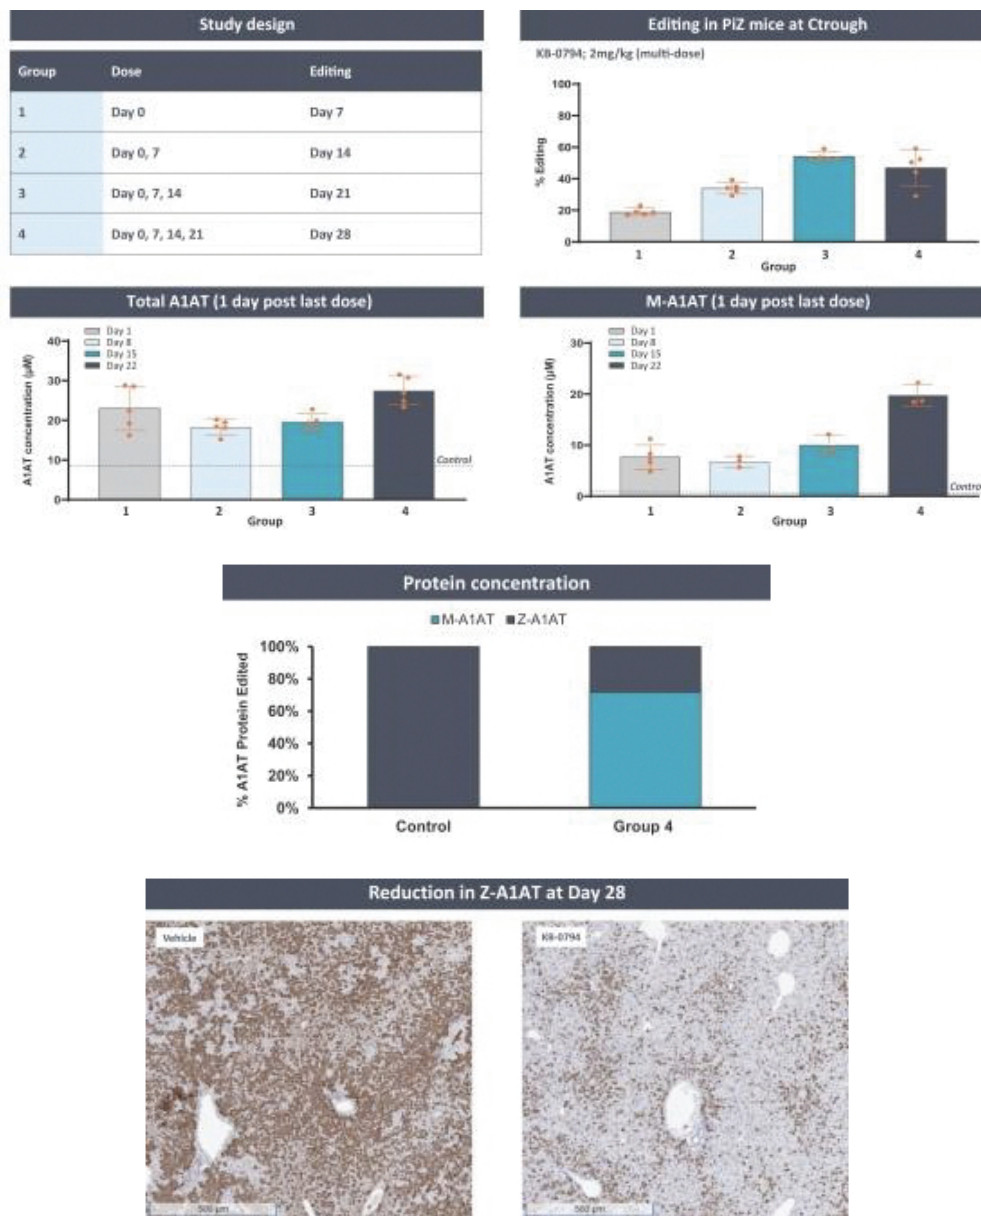 Study design
Group Dose Editing
1 Day 0 Day 7
2 Day 0, 7 Day 14
3 Day 0, 7, 14 Day 21
4 Day 0, 7, 14, 21 Day 28
Editing in PiZ mice at Ctrough
KB-0794; 2mg/kg (multi-dose)
% Editing
100
80
60
40
20
0
1 2 3 4
Group
Total A1AT (1 day post last dose)
Day 1
Day 8
Day 15
Day 22
A1AT concentration (µM)
40
30
20
10
0
Control
1 2 3 4
Group
M-A1AT (1 day post last dose)
Day 1
Day 8
Day 15
Day 22
A1AT concentration (µM)
30
20
10
0
Control
1 2 3 4
Group
Protein concentration
M-A1AT Z-A1AT
% A1AT Protein Edited
100%
80%
60%
40%
20%
0%
Control Group 4
Reduction in Z-A1AT at Day 28
Vehicle
KB-0794
500 µm
500 µm